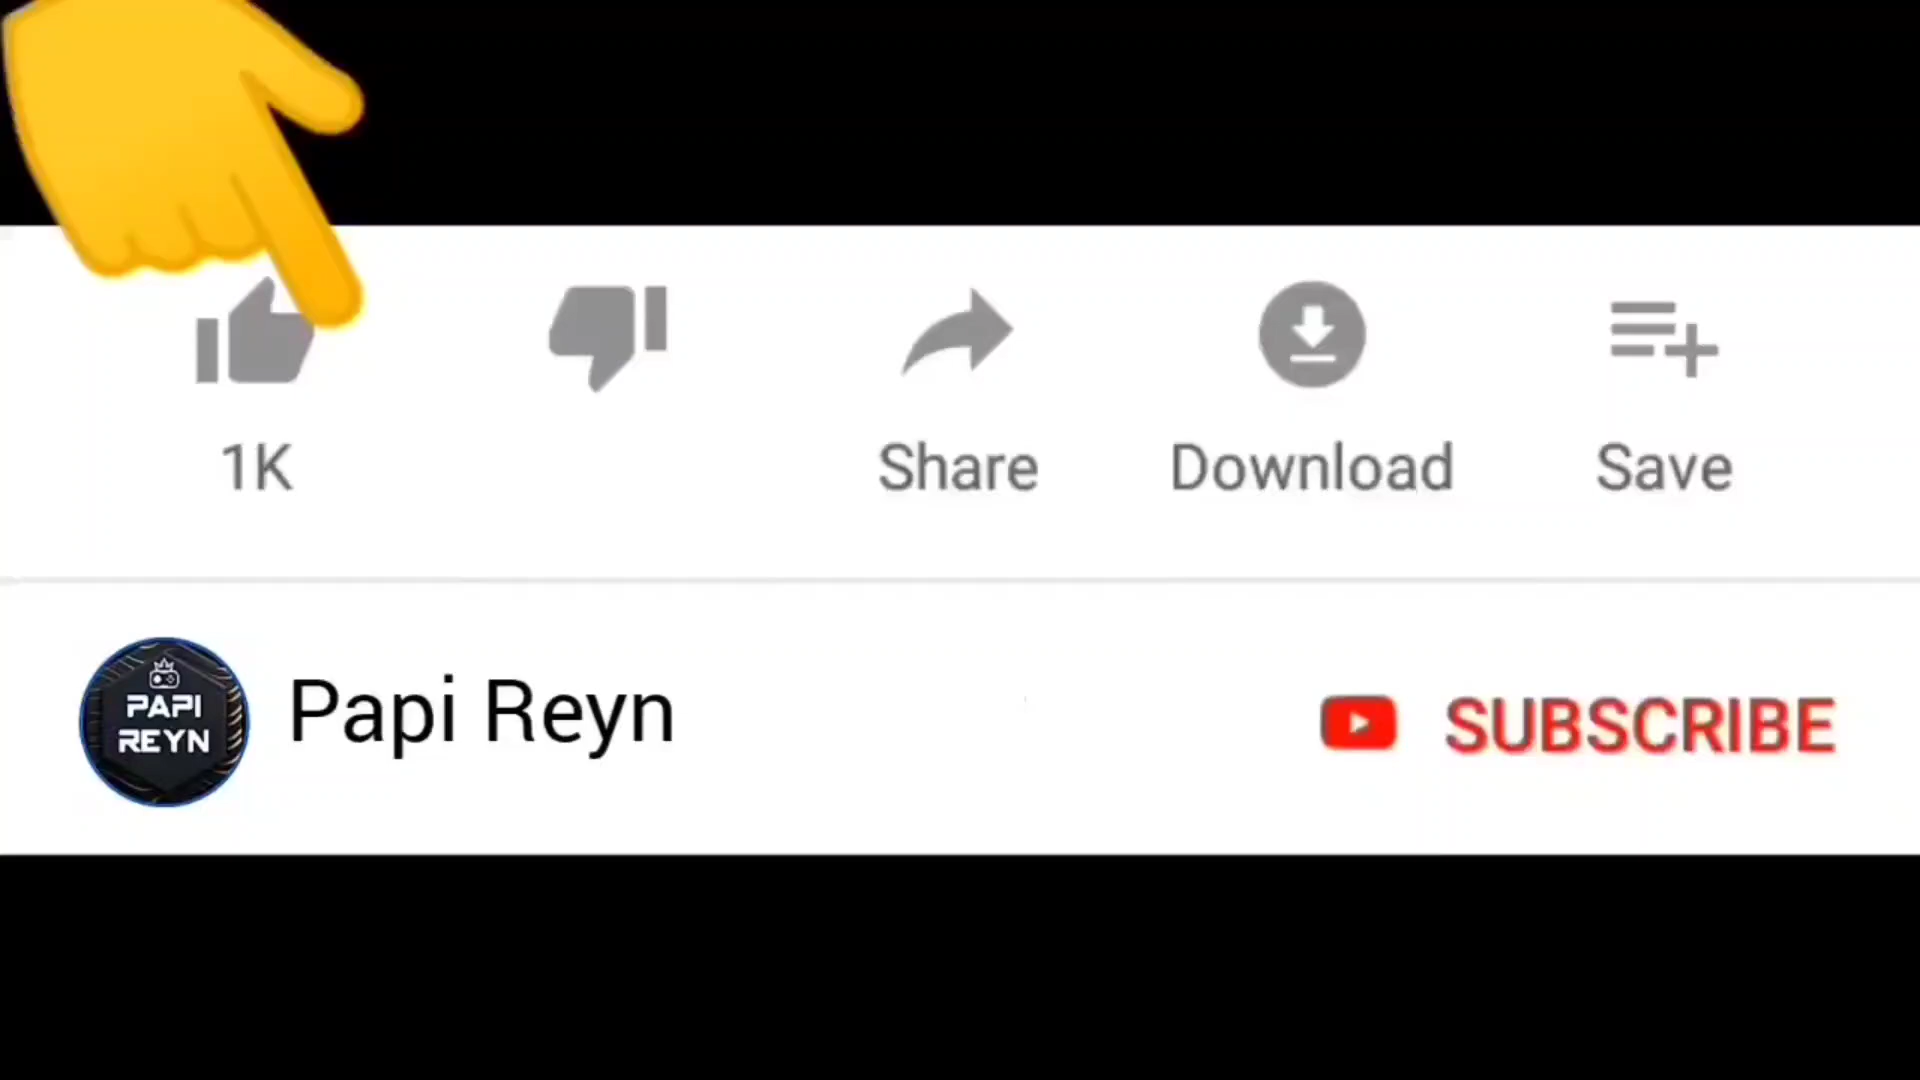 1K
Share
Download
Save
PAPI
REYN
Papi Reyn
SUBSCRIBE